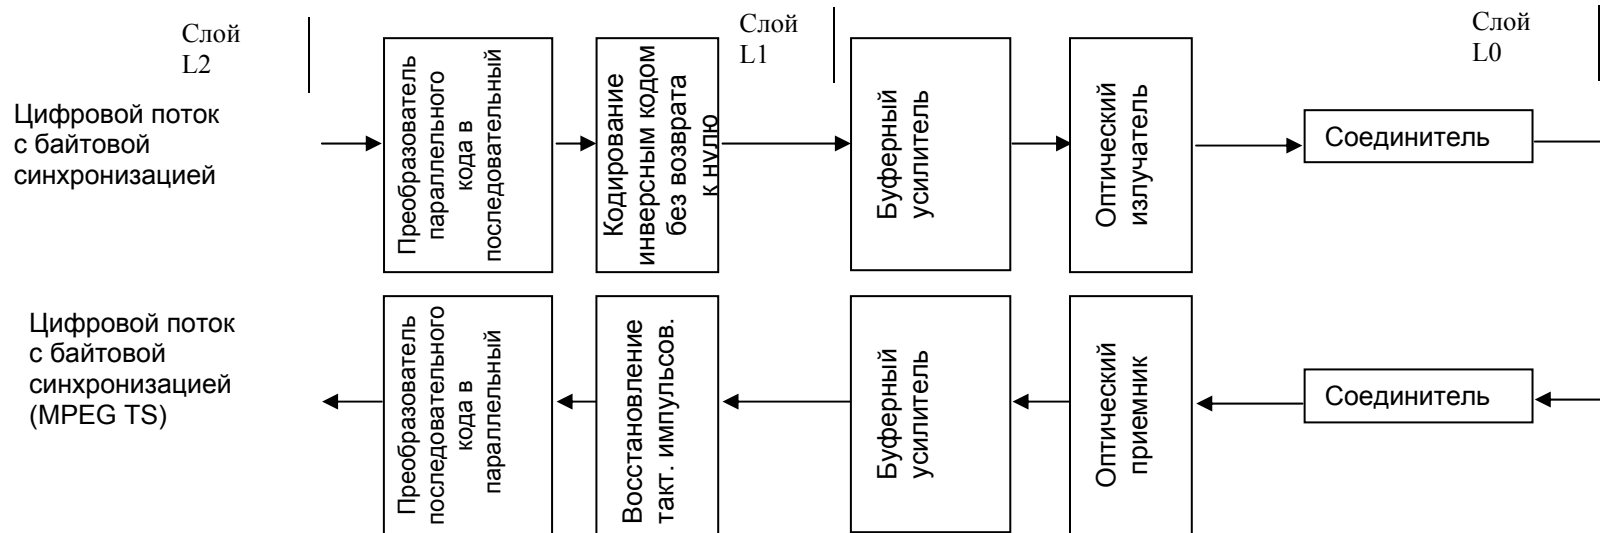 Слой
L2
Слой
L1
Слой
L0
Цифровой поток
с байтовой
синхронизацией
Преобразователь
параллельного
кода в
последовательный
Кодирование
инверсным кодом
без возврата
к нулю
Буферный
усилитель
Оптический
излучатель
Соединитель
Цифровой поток
с байтовой
синхронизацией
(MPEG TS)
Преобразователь
последовательного
кода в
параллельный
Восстановление
такт. импульсов.
Буферный
усилитель
Оптический
приемник
Соединитель